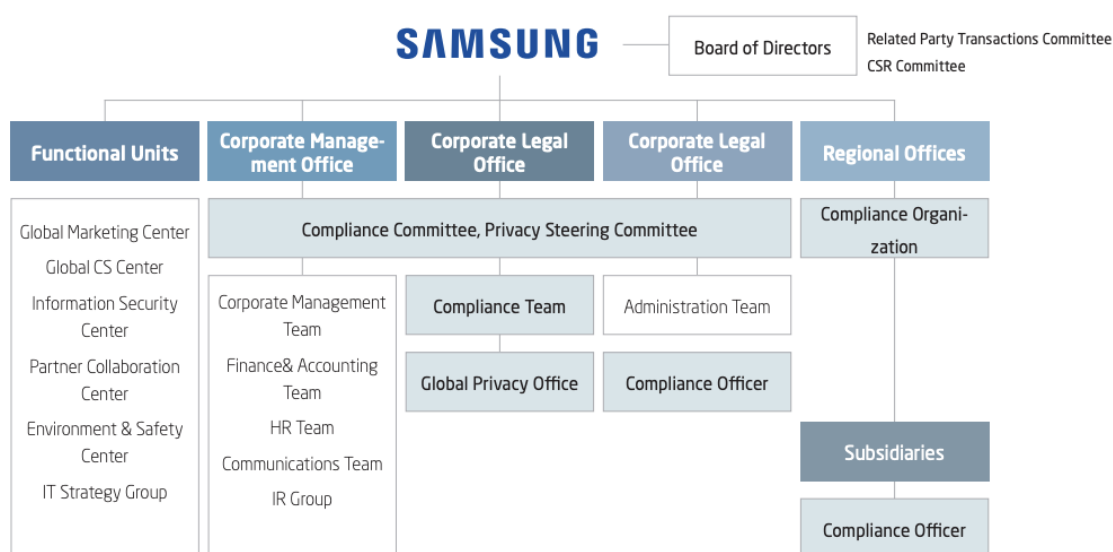 SAMSUNG
Board of Directors
Related Party Transactions Committee
CSR Committee
Functional Units
Corporate Manage-
ment Office
Corporate Legal
Office
Corporate Legal
Office
Regional Offices
Global Marketing Center
Global CS Center
Information Security
Center
Partner Collaboration
Center
Environment & Safety
Center
IT Strategy Group
Compliance Committee, Privacy Steering Committee
Corporate Management
Team
Finance& Accounting
Team
HR Team
Communications Team
IR Group
Compliance Team
Global Privacy Office
Administration Team
Compliance Officer
Compliance Organi-
zation
Subsidiaries
Compliance Officer